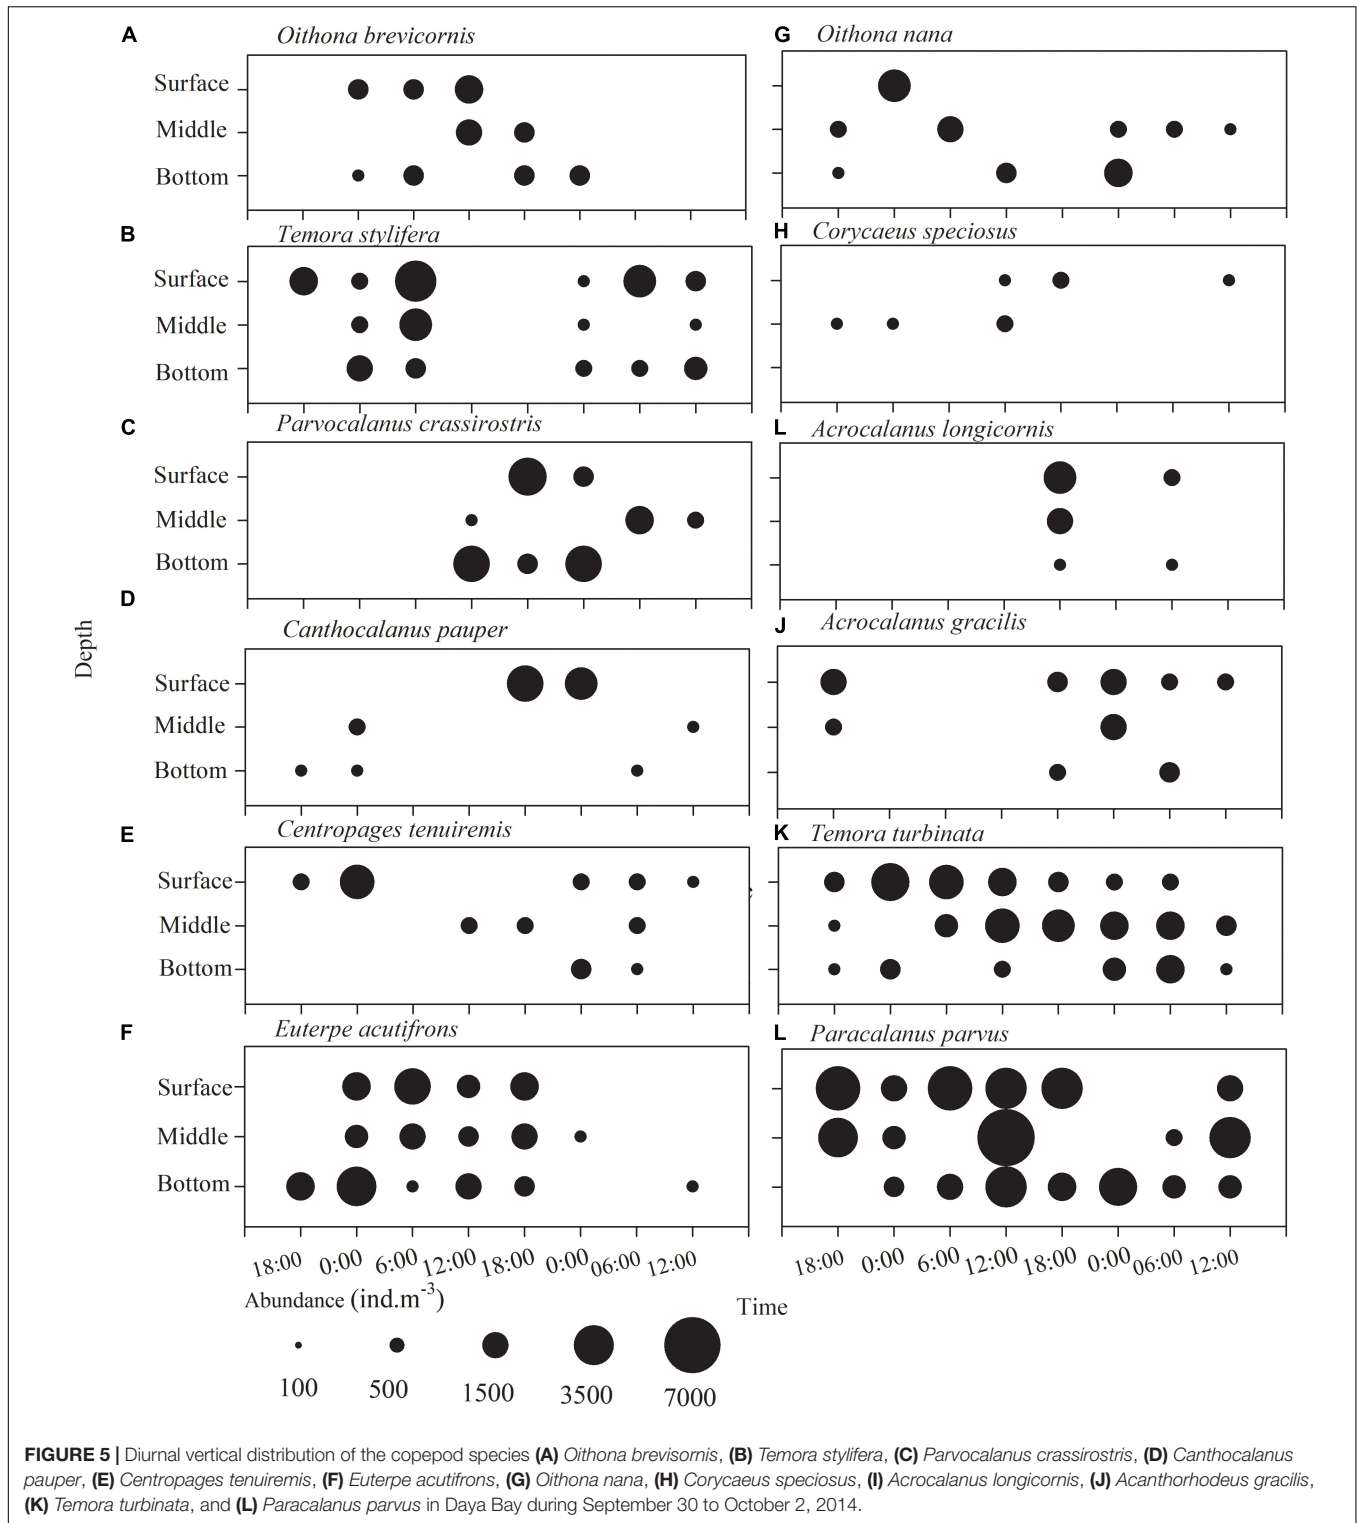 A Oithona brevicornis
Surface
Middle
Bottom
B Temora stylifera
Surface
Middle
Bottom
C Parvocalanus crassirostris
Surface
Middle
Bottom
D Canthocalanus pauper
Surface
Middle
Bottom
E Centropages tenuiremis
Surface
Middle
Bottom
F Euterpe acutifrons
Surface
Middle
Bottom
18:00 0:00 6:00 12:00 18:00 0:00 06:00 12:00
G Oithona nana
H Corycaeus speciosus
L Acrocalanus longicornis
J Acrocalanus gracilis
K Temora turbinata
L Paracalanus parvus
18:00 0:00 6:00 12:00 18:00 0:00 06:00 12:00
Depth
Time
Abundance (ind.m-3)
100 500 1500 3500 7000
FIGURE 5 | Diurnal vertical distribution of the copepod species (A) Oithona brevisornis, (B) Temora stylifera, (C) Parvocalanus crassirostris, (D) Canthocalanus
pauper, (E) Centropages tenuiremis, (F) Euterpe acutifrons, (G) Oithona nana, (H) Corycaeus speciosus, (I) Acrocalanus longicornis, (J) Acanthorhodeus gracilis,
(K) Temora turbinata, and (L) Paracalanus parvus in Daya Bay during September 30 to October 2, 2014.